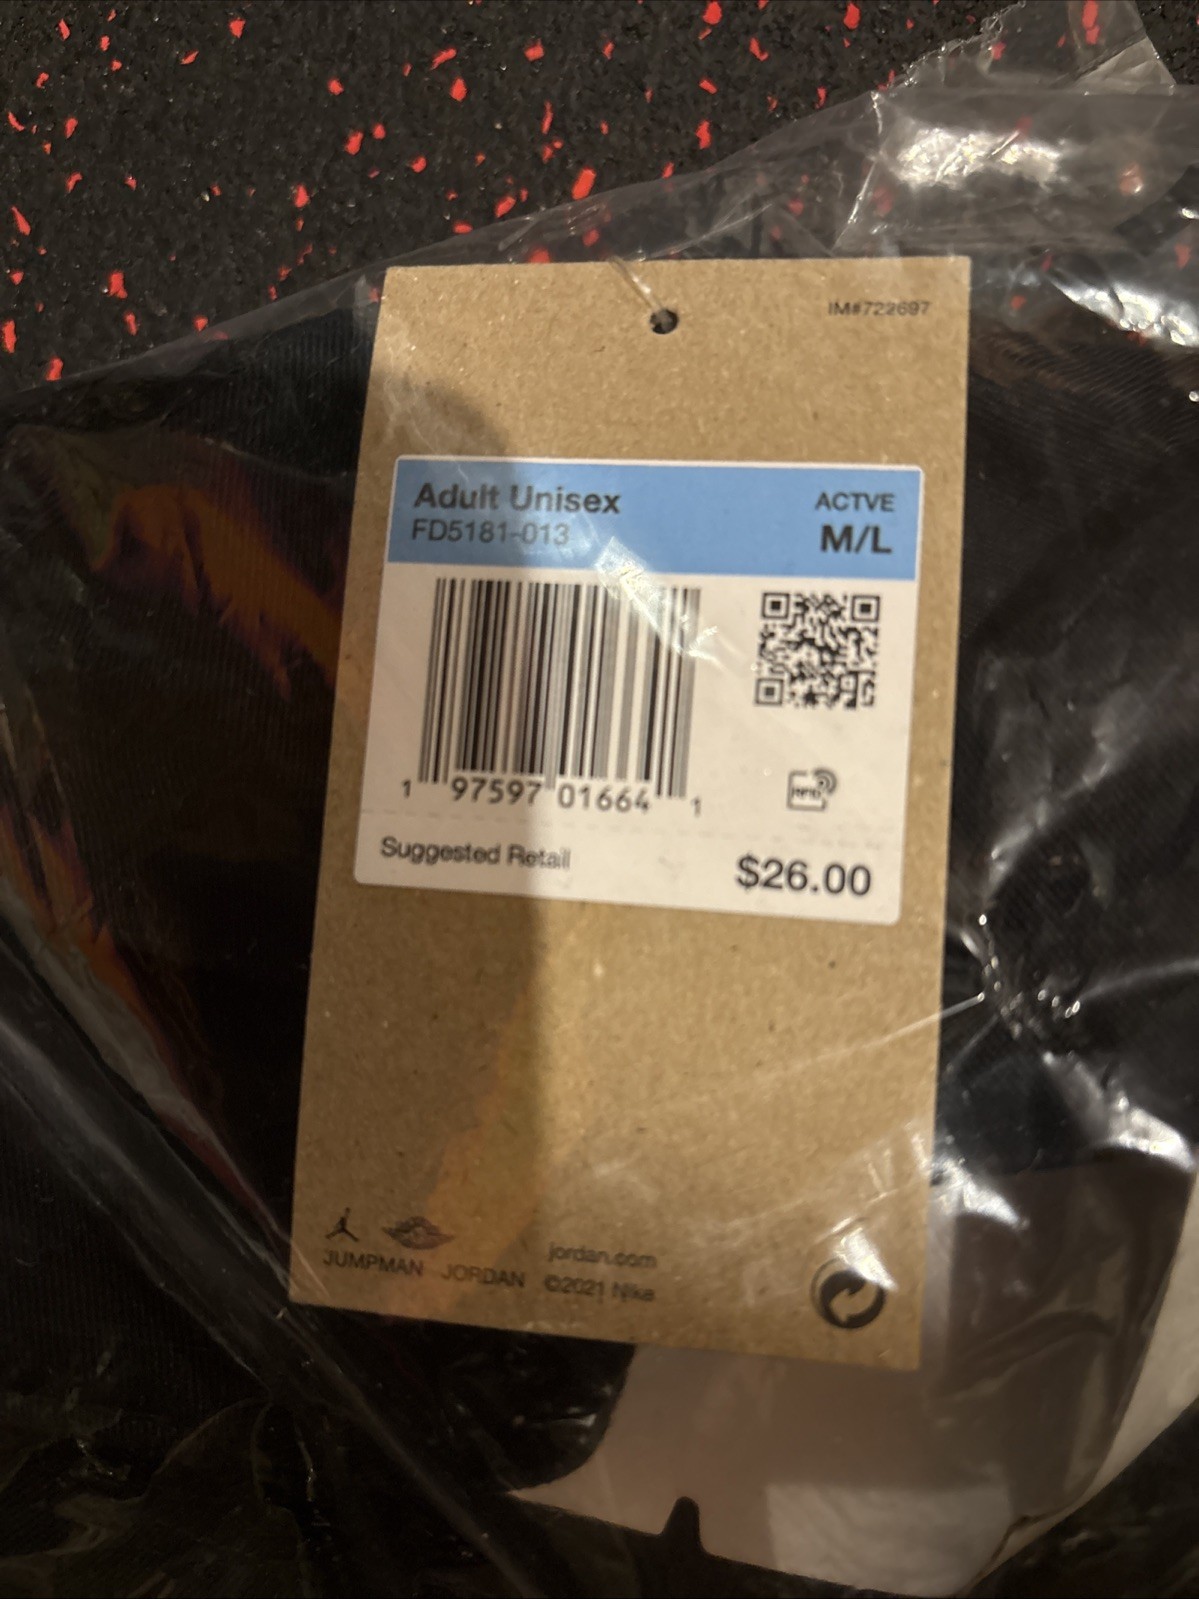 IM#722697
Adult Unisex
FD5181-013
ACTVE
M/L
1 97597 01664 1
RFID
Suggested Retail
$26.00
JUMPMAN JORDAN
jordan.com
©2021 Nike